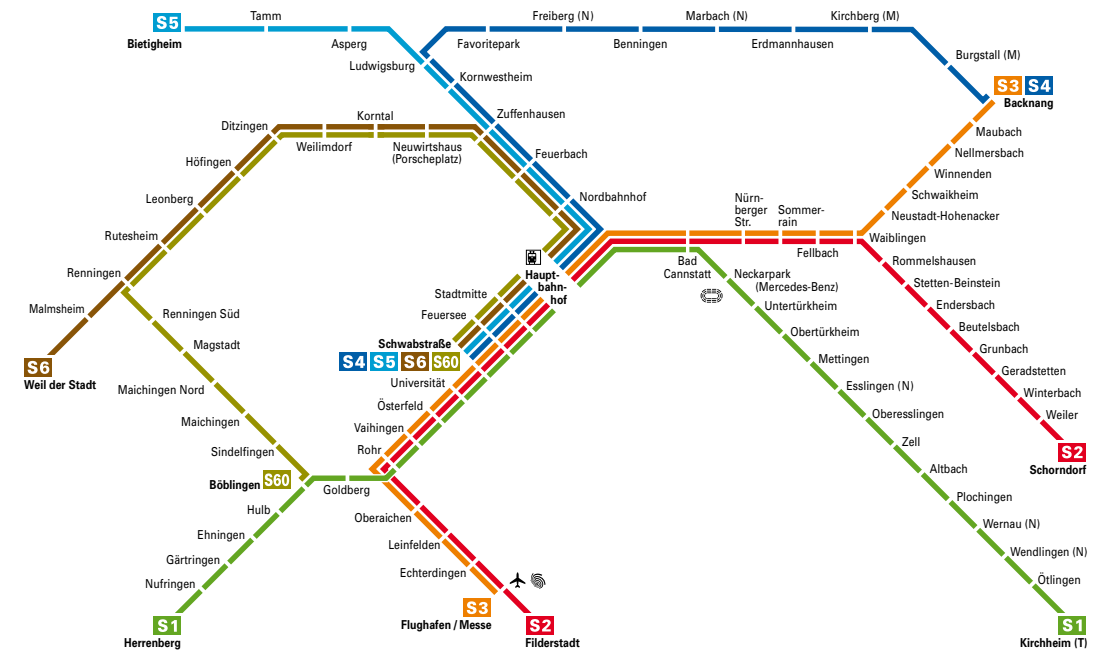 S5
Tamm
Freiberg (N)
Marbach (N)
Kirchberg (M)
Bietigheim
Asperg
Favoritepark
Benningen
Erdmannhausen
Burgstall (M)
Ludwigsburg
Kornwestheim
S3 S4
Backnang
Zuffenhausen
Ditzingen
Korntal
Maubach
Weilimdorf
Neuwirtshaus
(Porscheplatz)
Feuerbach
Nellmersbach
Höfingen
Winnenden
Leonberg
Nordbahnhof
Nürn-
berger
Str.
Sommer-
rain
Schwaikheim
Neustadt-Hohenacker
Rutesheim
Waiblingen
Fellbach
Rommelshausen
Bad
Cannstatt
Renningen
Haupt-
bahn-
hof
Neckarpark
(Mercedes-Benz)
Stetten-Beinstein
Stadtmitte
Untertürkheim
Endersbach
Malmsheim
Renningen Süd
Feuersee
Obertürkheim
Beutelsbach
Magstadt
Schwabstraße
S4 S5 S6 S60
Mettingen
Grunbach
S6
Weil der Stadt
Universität
Esslingen (N)
Geradstetten
Maichingen Nord
Österfeld
Oberesslingen
Winterbach
Maichingen
Vaihingen
Zell
Weiler
Sindelfingen
Rohr
Altbach
S2
Schorndorf
Böblingen S60
Goldberg
Plochingen
Hulb
Oberaichen
Wernau (N)
Ehningen
Leinfelden
Wendlingen (N)
Gärtringen
Echterdingen
Ötlingen
Nufringen
S3
Flughafen / Messe
S1
Herrenberg
S2
Filderstadt
S1
Kirchheim (T)